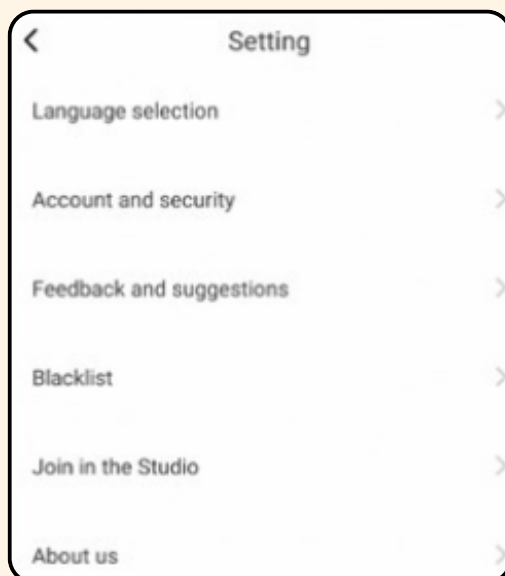 Setting
Language selection
Account and security
Feedback and suggestions
Blacklist
Join in the Studio
About us